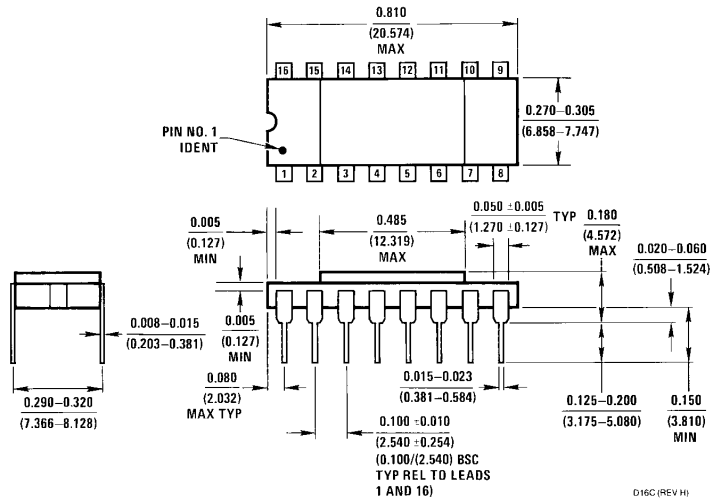 0.810
(20.574)
MAX
16 15 14 13 12 11 10 9
0.270–0.305
(6.858–7.747)
PIN NO. 1
IDENT
1 2 3 4 5 6 7 8
0.005
(0.127)
MIN
0.485
(12.319)
MAX
0.050 ±0.005
(1.270 ±0.127)
TYP
0.180
(4.572)
MAX
0.020–0.060
(0.508–1.524)
0.008–0.015
(0.203–0.381)
0.005
(0.127)
MIN
0.290–0.320
(7.366–8.128)
0.080
(2.032)
MAX TYP
0.015–0.023
(0.381–0.584)
0.125–0.200
(3.175–5.080)
0.150
(3.810)
MIN
0.100 ±0.010
(2.540 ±0.254)
(0.100/(2.540) BSC
TYP REL TO LEADS
1 AND 16)
D16C (REV H)